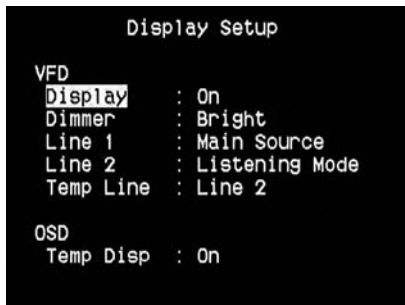 Display Setup
VFD
Display : On
Dimmer : Bright
Line 1 : Main Source
Line 2 : Listening Mode
Temp Line : Line 2
OSD
Temp Disp : On